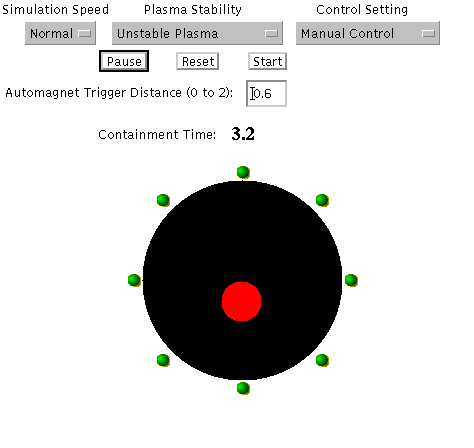 Simulation Speed Plasma Stability Control Setting
Normal Unstable Plasma Manual Control
Pause Reset Start
Automagnet Trigger Distance (0 to 2): 0.6
Containment Time: 3.2